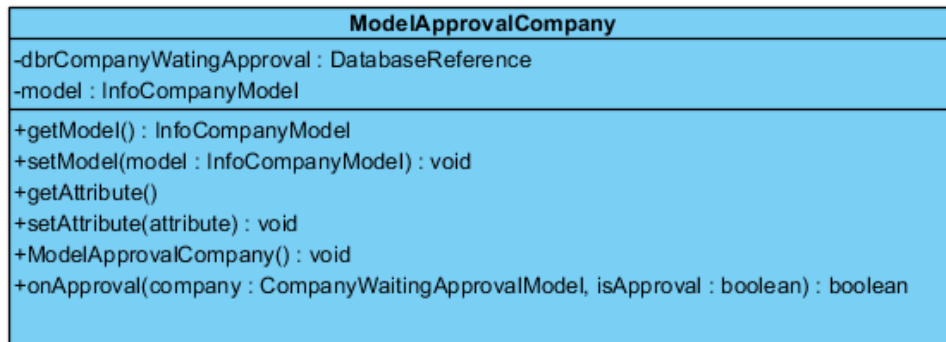 ModelApprovalCompany
-dbrCompanyWatingApproval : DatabaseReference
-model : InfoCompanyModel
+getModel() : InfoCompanyModel
+setModel(model : InfoCompanyModel) : void
+getAttribute()
+setAttribute(attribute) : void
+ModelApprovalCompany() : void
+onApproval(company : CompanyWaitingApprovalModel, isApproval : boolean) : boolean